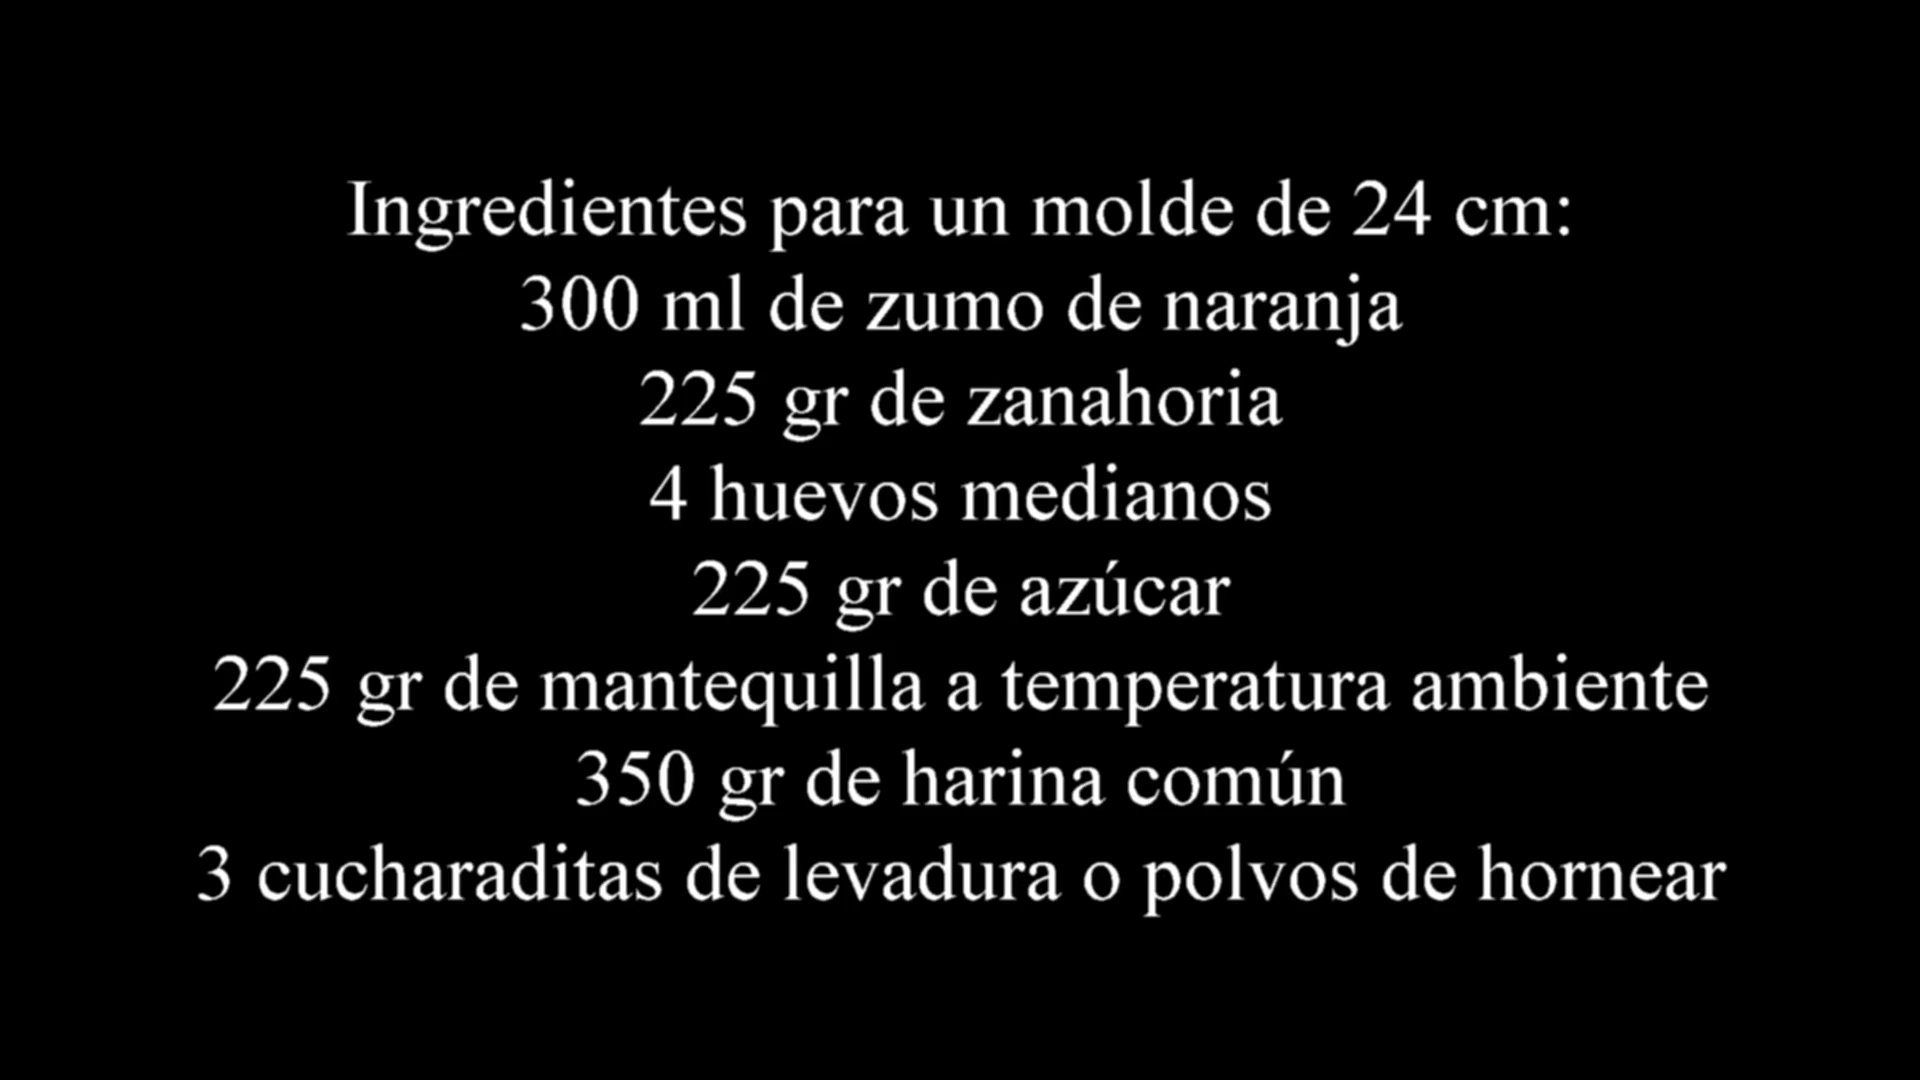 Ingredientes para un molde de 24 cm:
300 ml de zumo de naranja
225 gr de zanahoria
4 huevos medianos
225 gr de azúcar
225 gr de mantequilla a temperatura ambiente
350 gr de harina común
3 cucharaditas de levadura o polvos de hornear